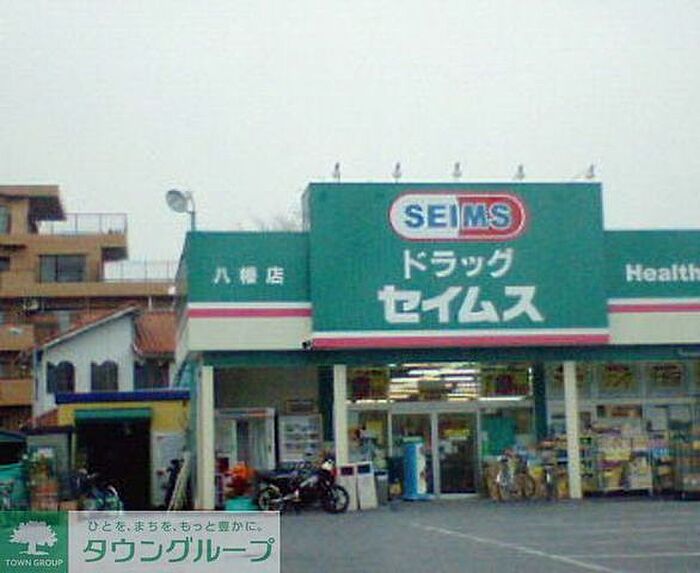 SEIMS
ドラッグ
セイムス
八幡店
Health
ひとを、まちを、もっと豊かに。
タウングループ
TOWN GROUP